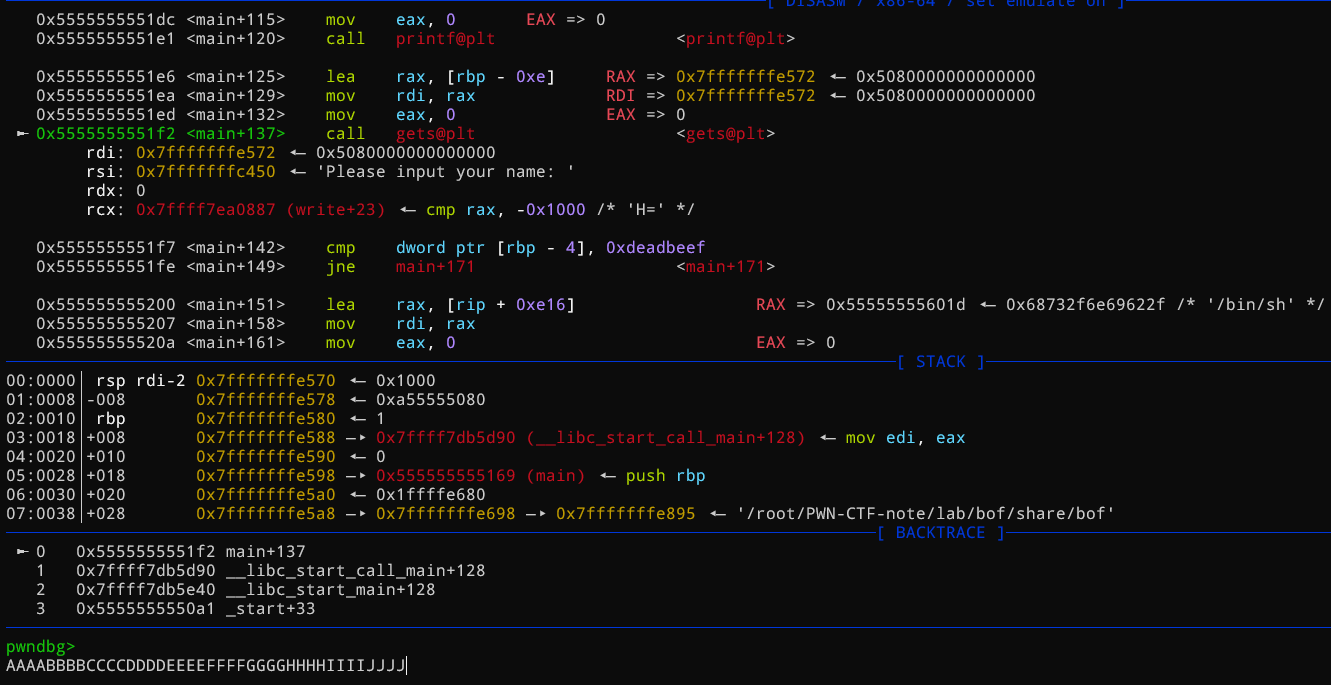 [ DISASM / x86-64 / set emulate on ]
0x5555555551dc <main+115> mov eax, 0 EAX => 0
0x5555555551e1 <main+120> call printf@plt <printf@plt>
0x5555555551e6 <main+125> lea rax, [rbp - 0xe] RAX => 0x7fffffffe572 ← 0x5080000000000000
0x5555555551ea <main+129> mov rdi, rax RDI => 0x7fffffffe572 ← 0x5080000000000000
0x5555555551ed <main+132> mov eax, 0 EAX => 0
► 0x5555555551f2 <main+137> call gets@plt <gets@plt>
rdi: 0x7fffffffe572 ← 0x5080000000000000
rsi: 0x7fffffffc450 ← 'Please input your name: '
rdx: 0
rcx: 0x7ffff7ea0887 (write+23) ← cmp rax, -0x1000 /* 'H=' */
0x5555555551f7 <main+142> cmp dword ptr [rbp - 4], 0xdeadbeef
0x5555555551fe <main+149> jne main+171 <main+171>
0x555555555200 <main+151> lea rax, [rip + 0xe16] RAX => 0x55555555601d ← 0x68732f6e69622f /* '/bin/sh' */
0x555555555207 <main+158> mov rdi, rax
0x55555555520a <main+161> mov eax, 0 EAX => 0
[ STACK ]
00:0000│ rsp rdi-2 0x7fffffffe570 ← 0x1000
01:0008│-008 0x7fffffffe578 ← 0xa55555080
02:0010│ rbp 0x7fffffffe580 ← 1
03:0018│+008 0x7fffffffe588 —▸ 0x7ffff7db5d90 (__libc_start_call_main+128) ← mov edi, eax
04:0020│+010 0x7fffffffe590 ← 0
05:0028│+018 0x7fffffffe598 —▸ 0x555555555169 (main) ← push rbp
06:0030│+020 0x7fffffffe5a0 ← 0x1ffffe680
07:0038│+028 0x7fffffffe5a8 —▸ 0x7fffffffe698 —▸ 0x7fffffffe895 ← '/root/PWN-CTF-note/lab/bof/share/bof'
[ BACKTRACE ]
► 0 0x5555555551f2 main+137
1 0x7ffff7db5d90 __libc_start_call_main+128
2 0x7ffff7db5e40 __libc_start_main+128
3 0x5555555550a1 _start+33
pwndbg>
AAAABBBBCCCCDDDDEEEEFFFFGGGGHHHHIIIIJJJJ